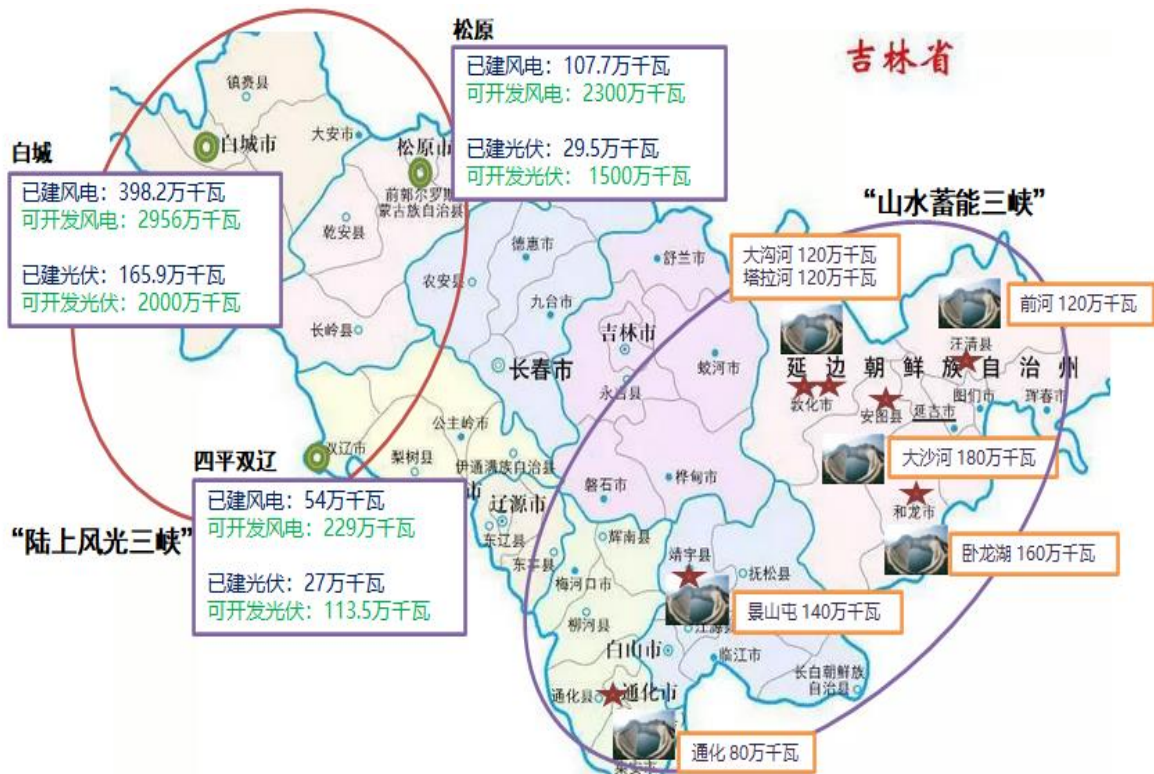 吉林省
松原
已建风电：107.7万千瓦
可开发风电：2300万千瓦
已建光伏：29.5万千瓦
可开发光伏： 1500万千瓦
白城
已建风电：398.2万千瓦
可开发风电：2956万千瓦
已建光伏：165.9万千瓦
可开发光伏：2000万千瓦
四平双辽
已建风电：54万千瓦
可开发风电：229万千瓦
已建光伏：27万千瓦
可开发光伏：113.5万千瓦
“陆上风光三峡”
“山水蓄能三峡”
大沟河 120万千瓦
塔拉河 120万千瓦
前河 120万千瓦
大沙河 180万千瓦
卧龙湖 160万千瓦
景山屯 140万千瓦
通化 80万千瓦
镇赉县
白城市
大安市
松原市
前郭尔罗斯
蒙古族自治县
乾安县
长岭县
德惠市
农安县
九台市
长春市
舒兰市
吉林市
永吉县
蛟河市
桦甸市
磐石市
双辽市
公主岭市
梨树县
伊通满族自治县
辽源市
东辽县
东丰县
辉南县
梅河口市
柳河县
靖宇县
抚松县
白山市
临江市
长白朝鲜族
自治县
通化县
通化市
延边朝鲜族自治州
敦化市
安图县
汪清县
延吉市
图们市
珲春市
和龙市